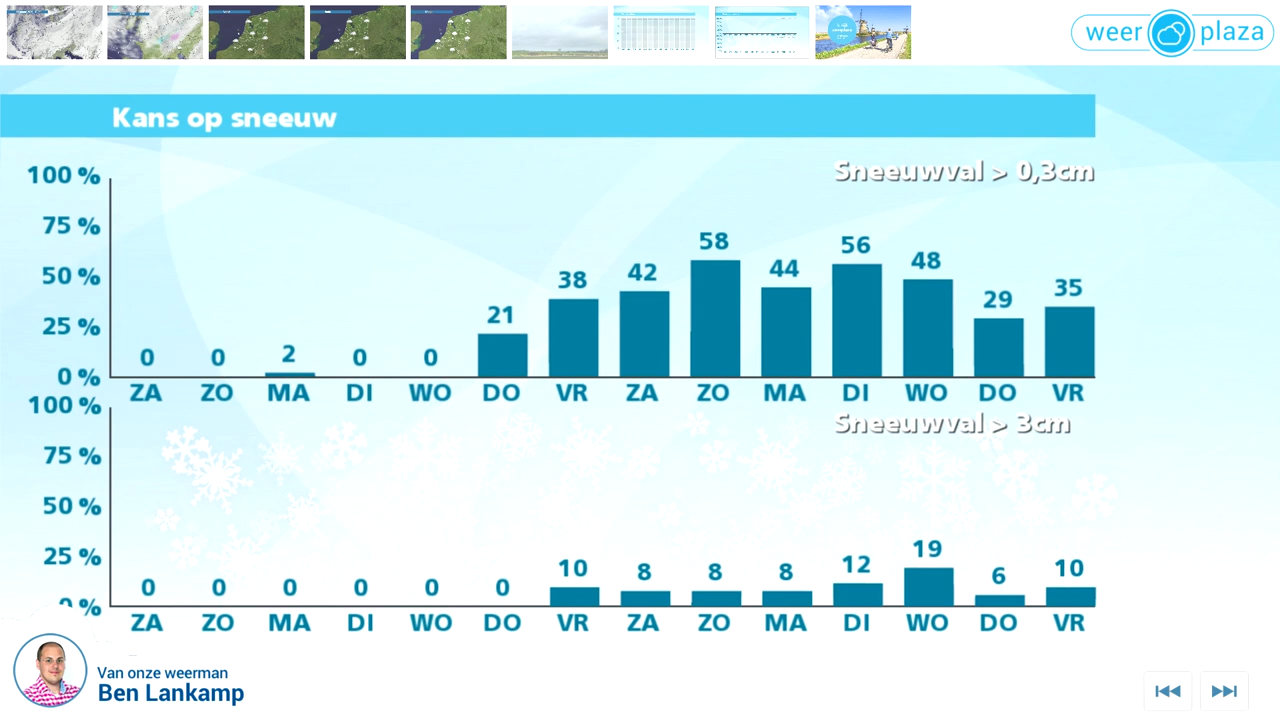 weer plaza
Kans op sneeuw
Sneeuwval > 0,3cm
100 %
75 %
50 %
25 %
0 %
0 0 2 0 0 21 38 42 58 44 56 48 29 35
ZA ZO MA DI WO DO VR ZA ZO MA DI WO DO VR
Sneeuwval > 3cm
100 %
75 %
50 %
25 %
0 %
0 0 0 0 0 0 10 8 8 8 12 19 6 10
ZA ZO MA DI WO DO VR ZA ZO MA DI WO DO VR
Van onze weerman
Ben Lankamp